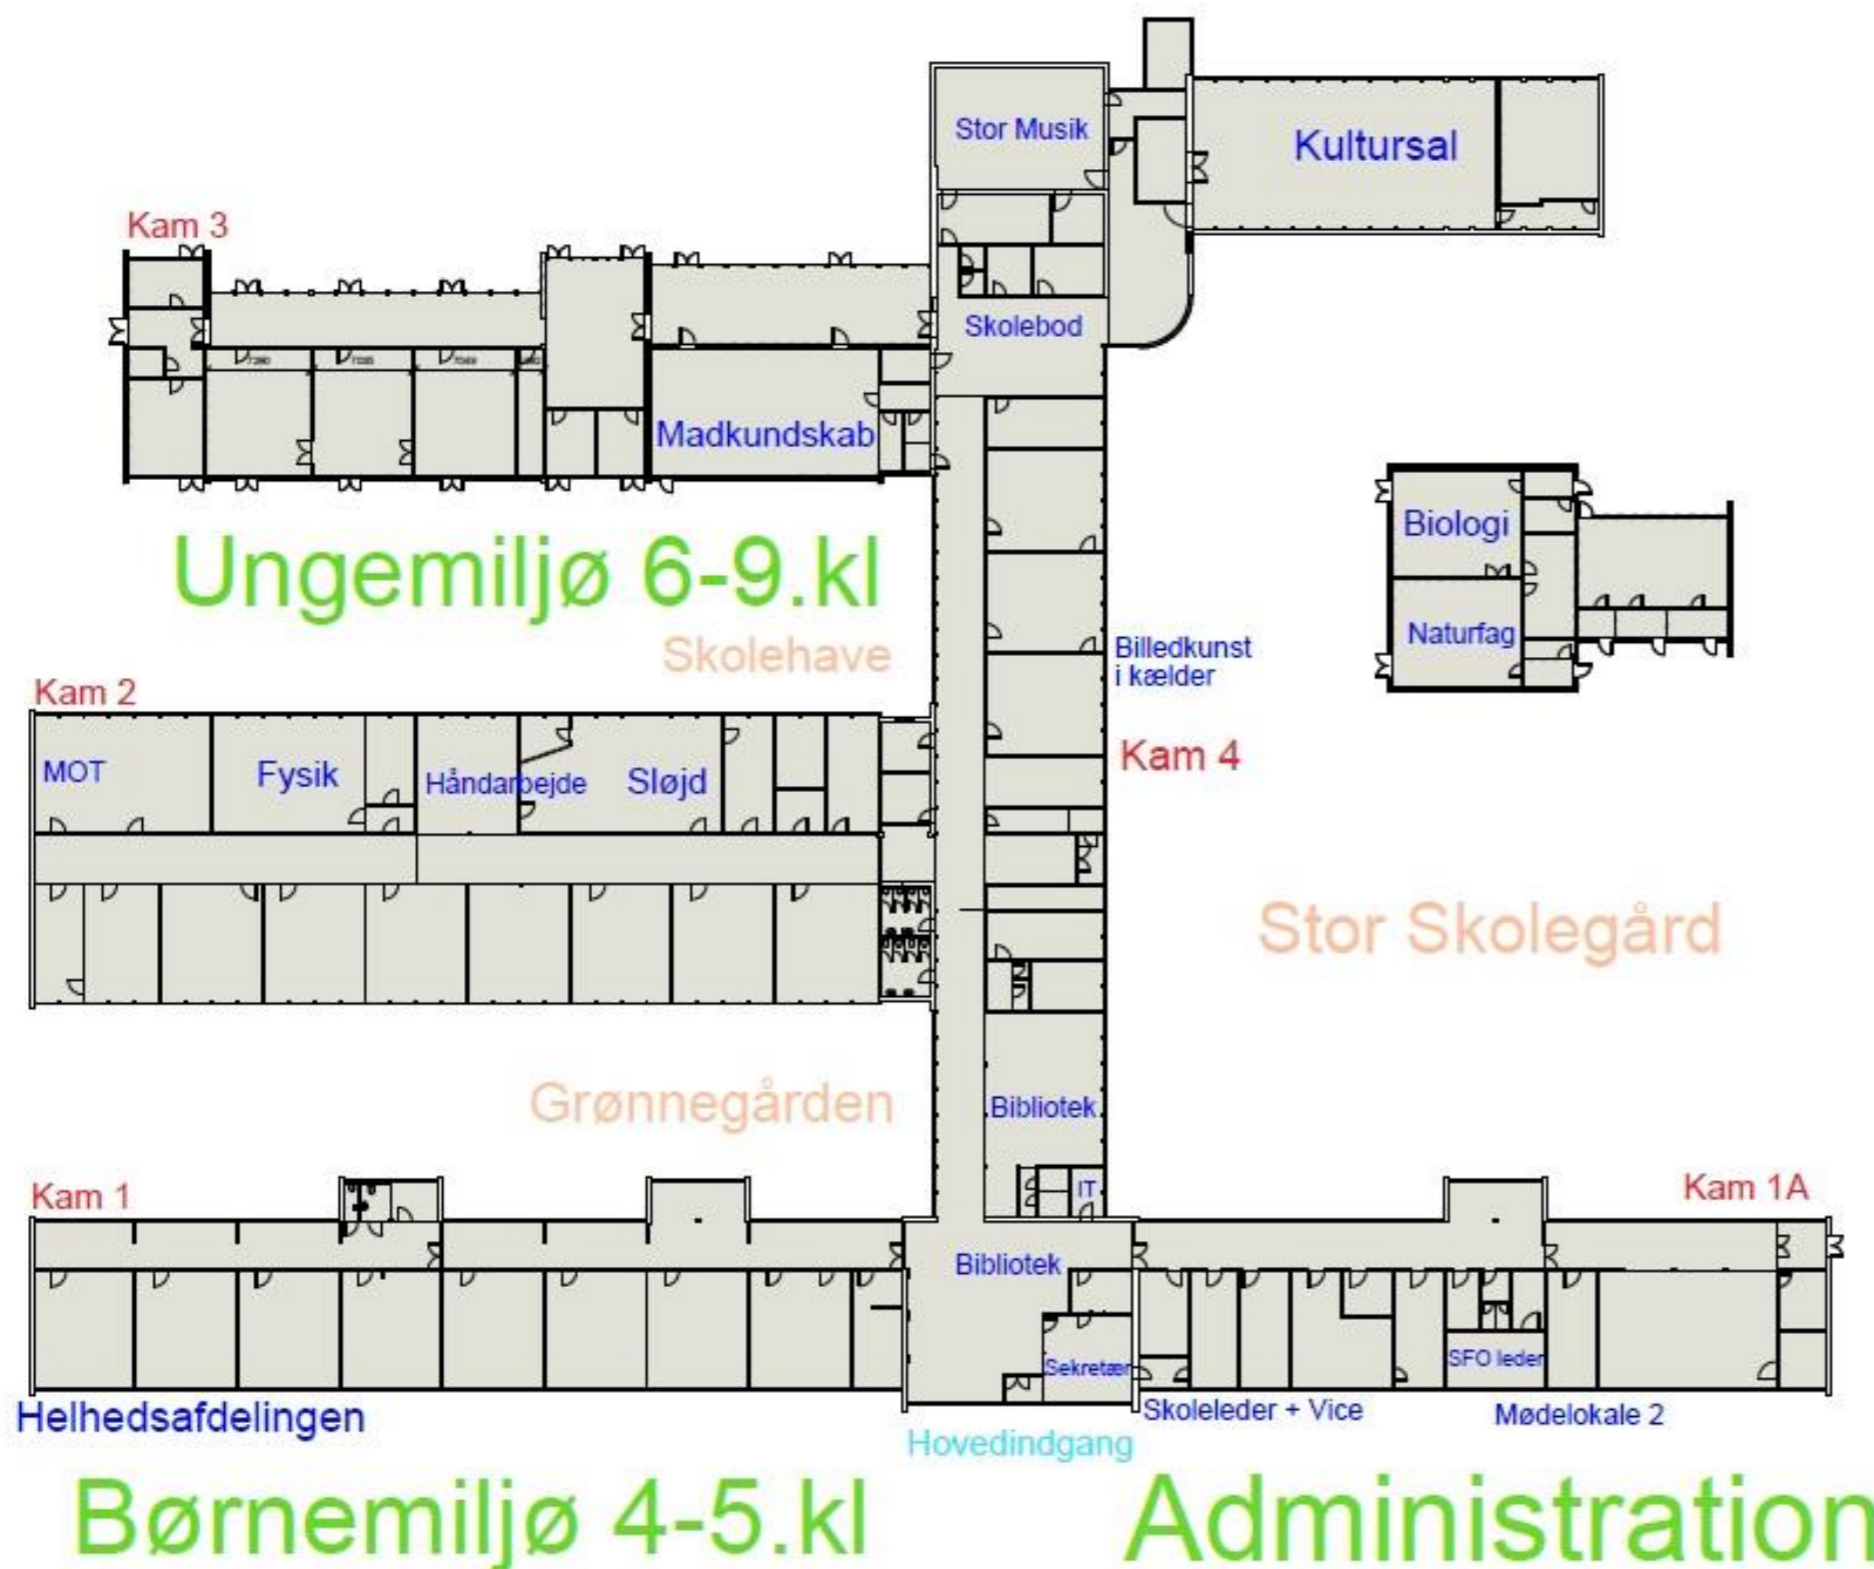 Stor Musik
Kultursal
Kam 3
Skolebod
Madkundskab
Biologi
Ungemiljø 6-9.kl
Naturfag
Billedkunst
i kælder
Skolehave
Kam 2
Kam 4
MOT
Fysik
Håndarbejde
Sløjd
Stor Skolegård
Grønnegården
Bibliotek
Kam 1
IT
Kam 1A
Bibliotek
Sekretær
SFO leder
Helhedsafdelingen
Skoleleder + Vice
Mødelokale 2
Hovedindgang
Børnemiljø 4-5.kl
Administration